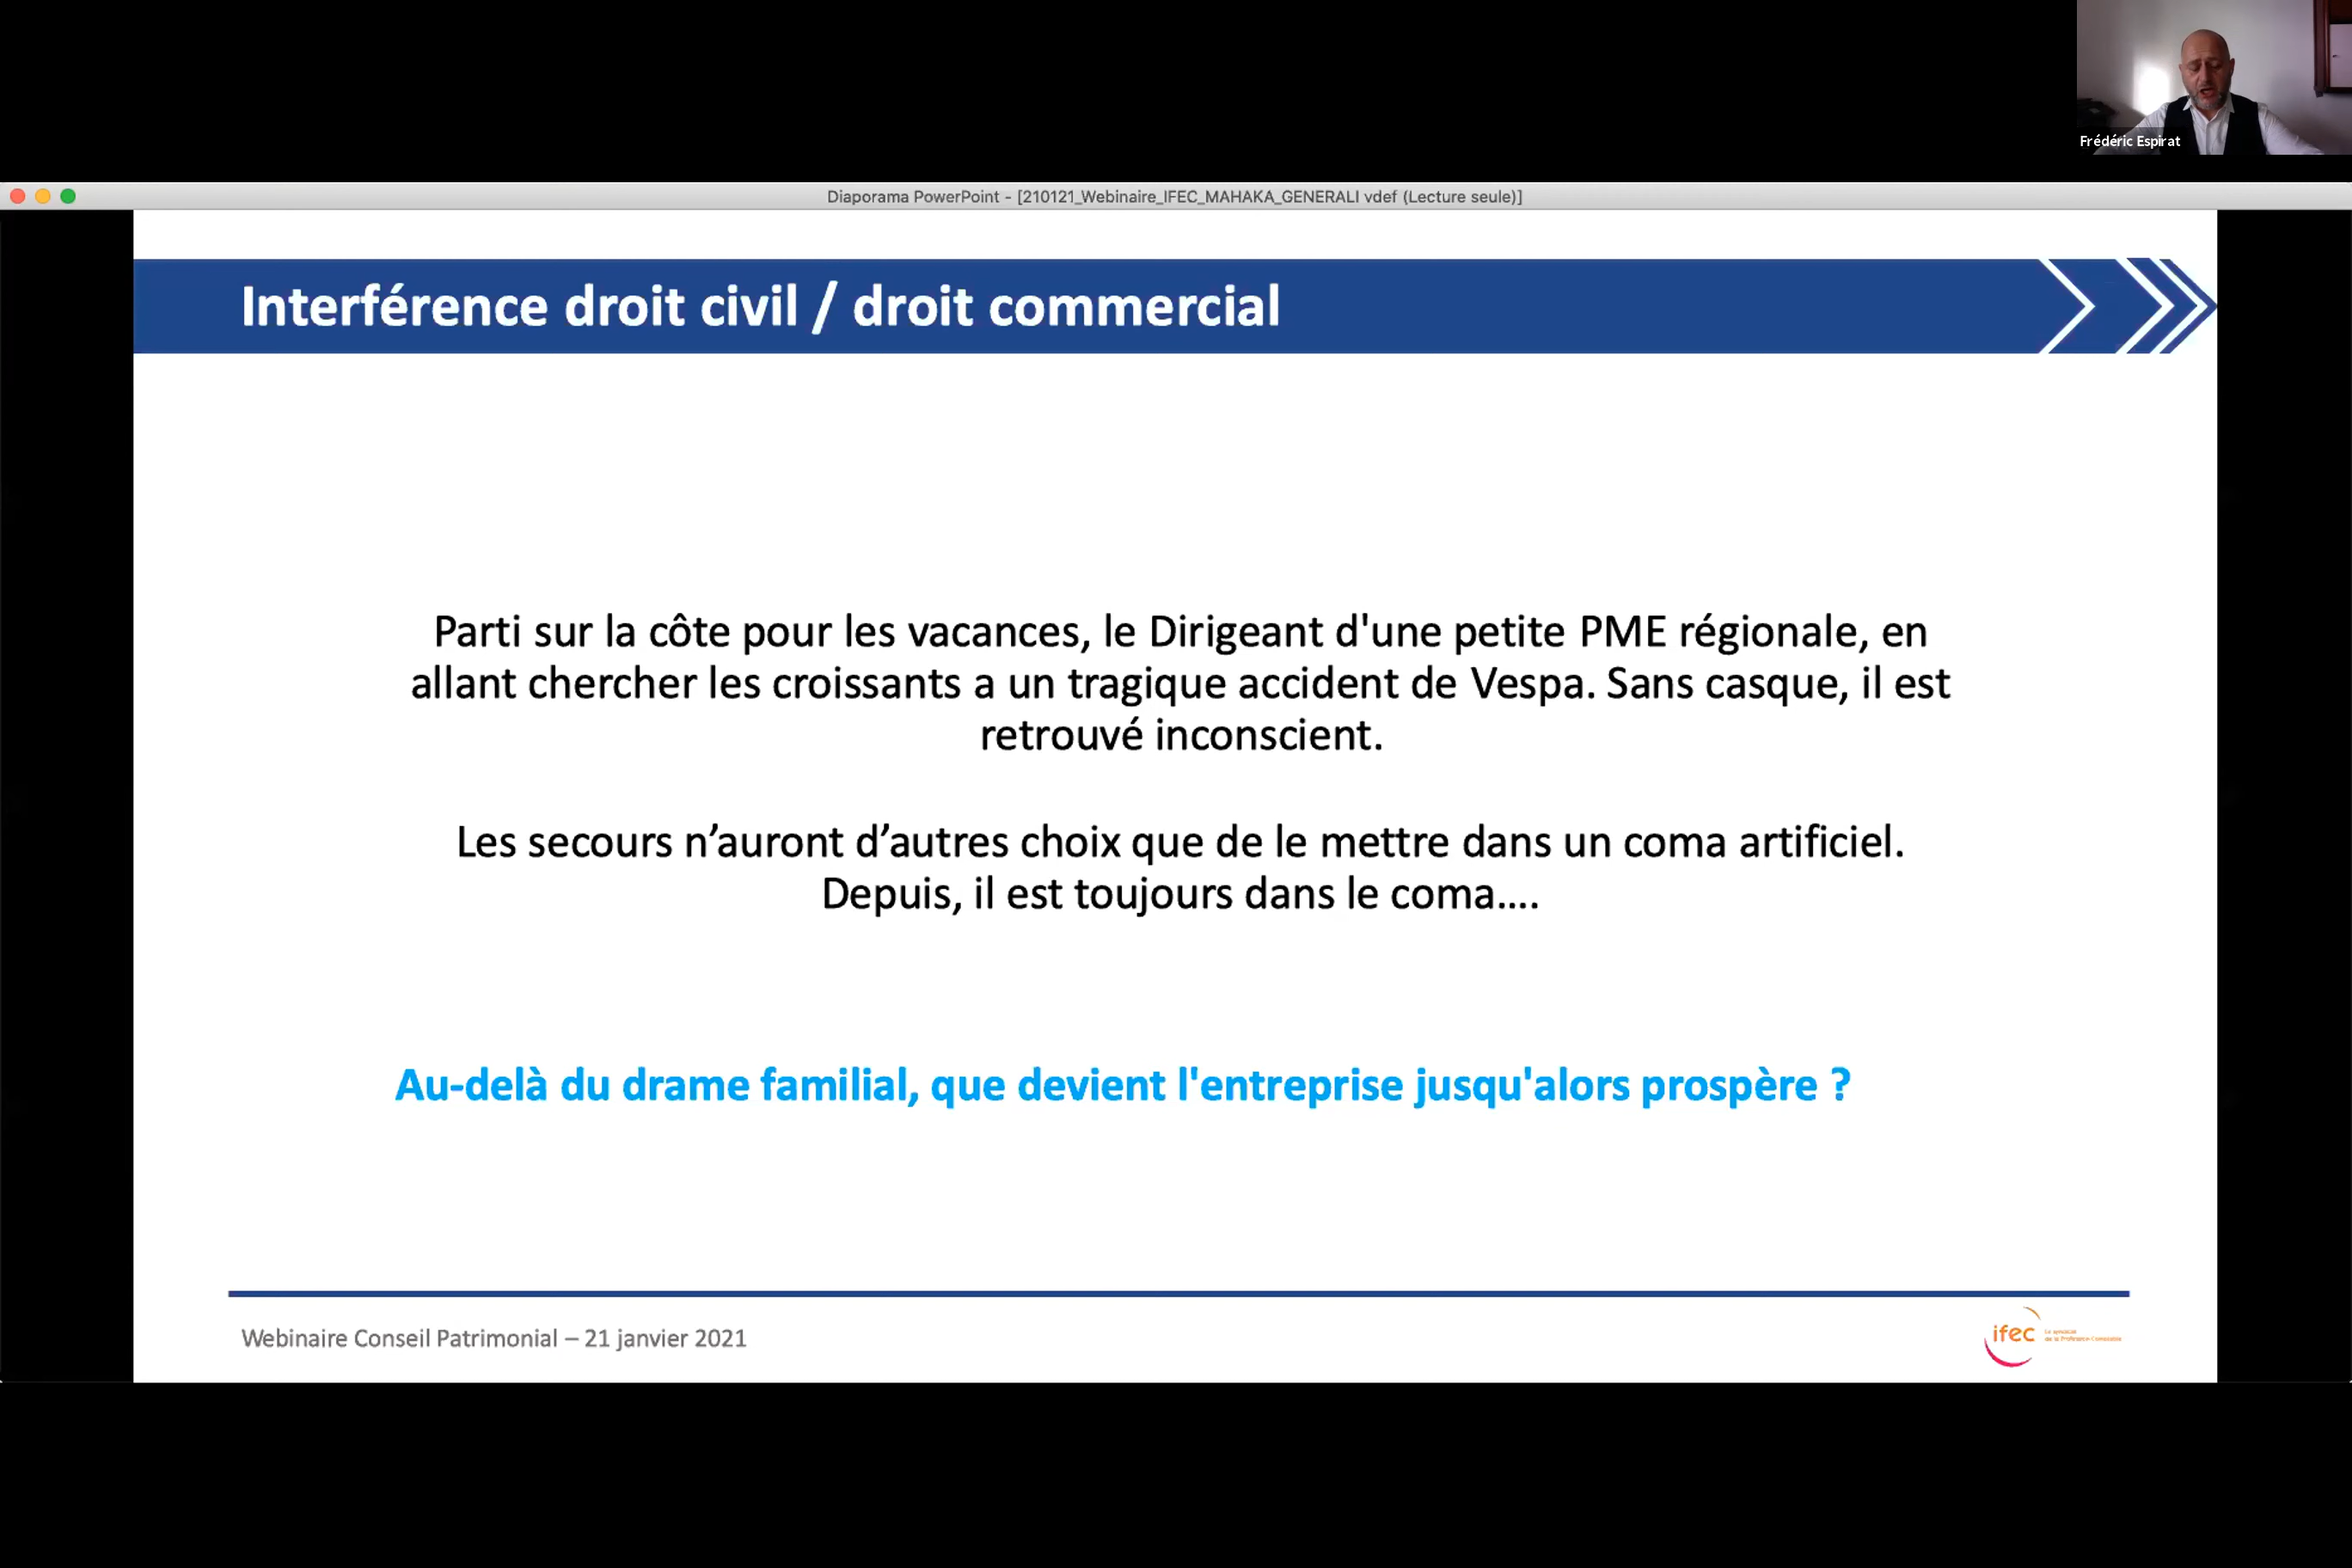 Frédéric Espirat
Diaporama PowerPoint - [210121_Webinaire_IFEC_MAHAKA_GENERALI vdef (Lecture seule)]
Interférence droit civil / droit commercial
Parti sur la côte pour les vacances, le Dirigeant d'une petite PME régionale, en
allant chercher les croissants a un tragique accident de Vespa. Sans casque, il est
retrouvé inconscient.
Les secours n’auront d’autres choix que de le mettre dans un coma artificiel.
Depuis, il est toujours dans le coma....
Au-delà du drame familial, que devient l'entreprise jusqu'alors prospère ?
Webinaire Conseil Patrimonial – 21 janvier 2021
ifec